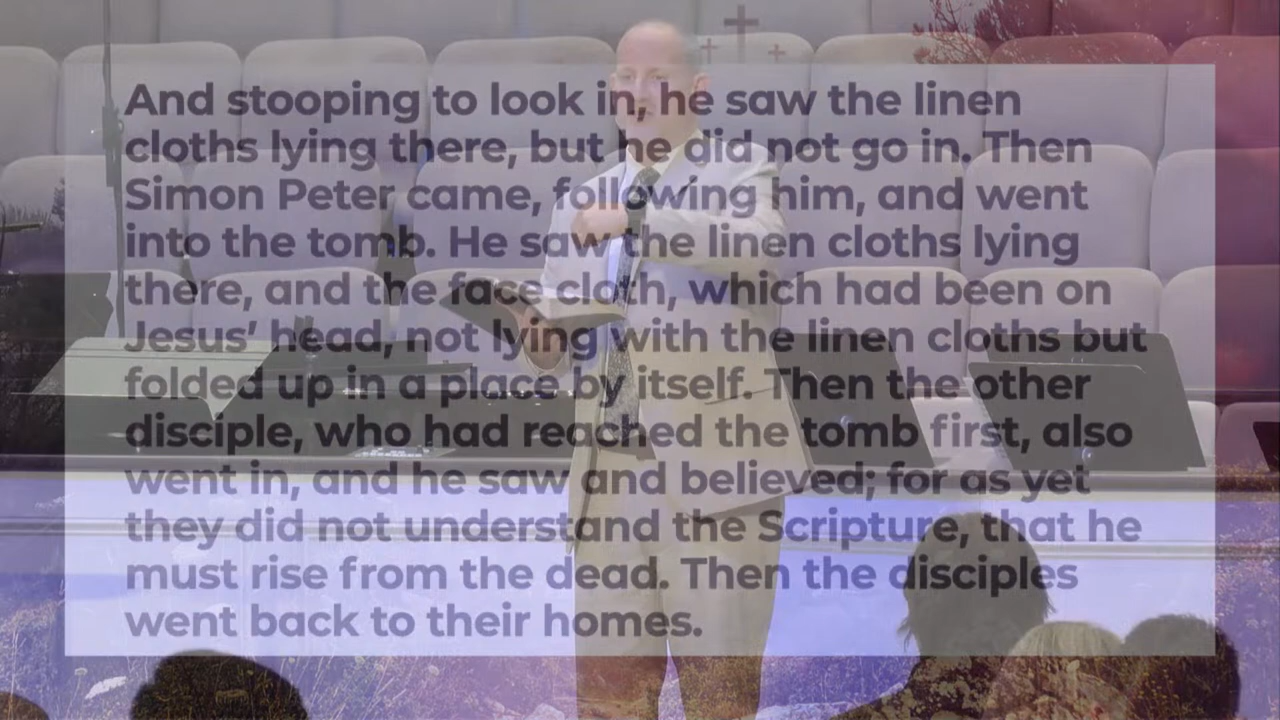 And stooping to look in, he saw the linen
cloths lying there, but he did not go in. Then
Simon Peter came, following him, and went
into the tomb. He saw the linen cloths lying
there, and the face cloth, which had been on
Jesus’ head, not lying with the linen cloths but
folded up in a place by itself. Then the other
disciple, who had reached the tomb first, also
went in, and he saw and believed; for as yet
they did not understand the Scripture, that he
must rise from the dead. Then the disciples
went back to their homes.